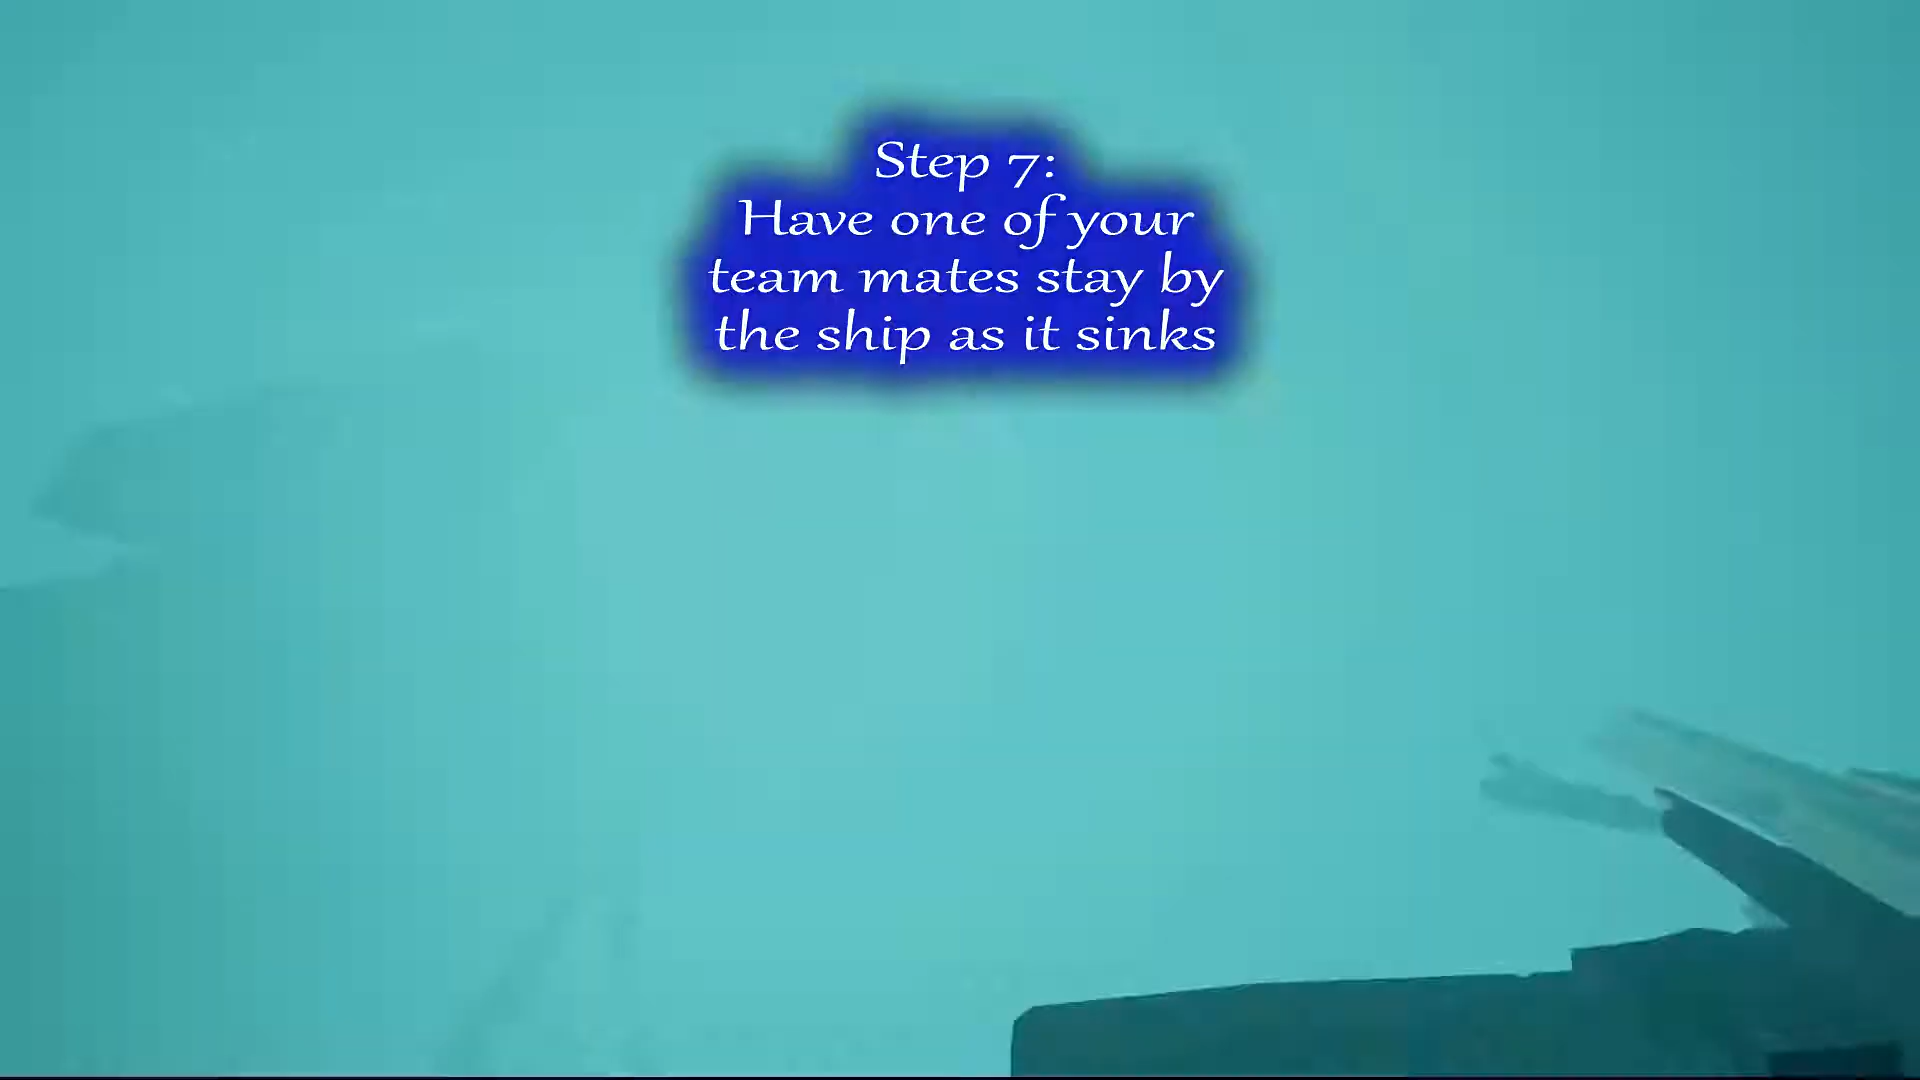 Step 7:
Have one of your
team mates stay by
the ship as it sinks